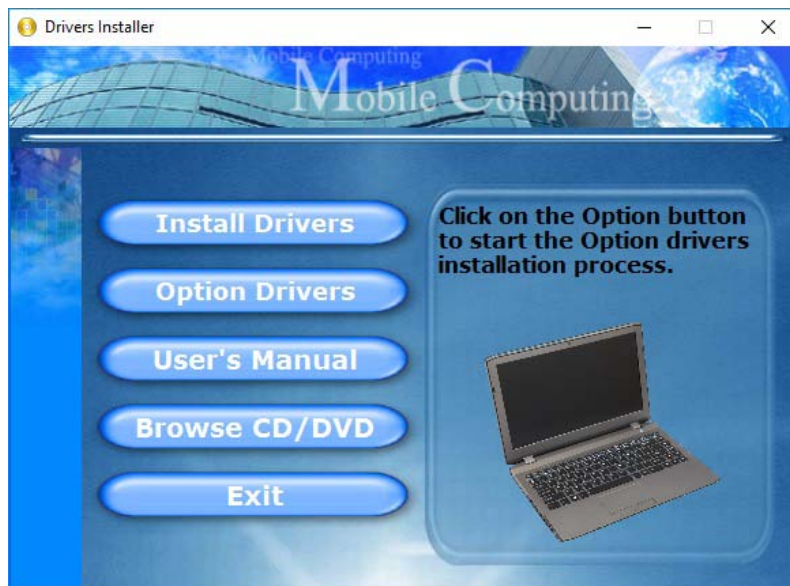 Drivers Installer
Mobile Computing
Mobile Computing
Install Drivers
Option Drivers
User's Manual
Browse CD/DVD
Exit
Click on the Option button
to start the Option drivers
installation process.